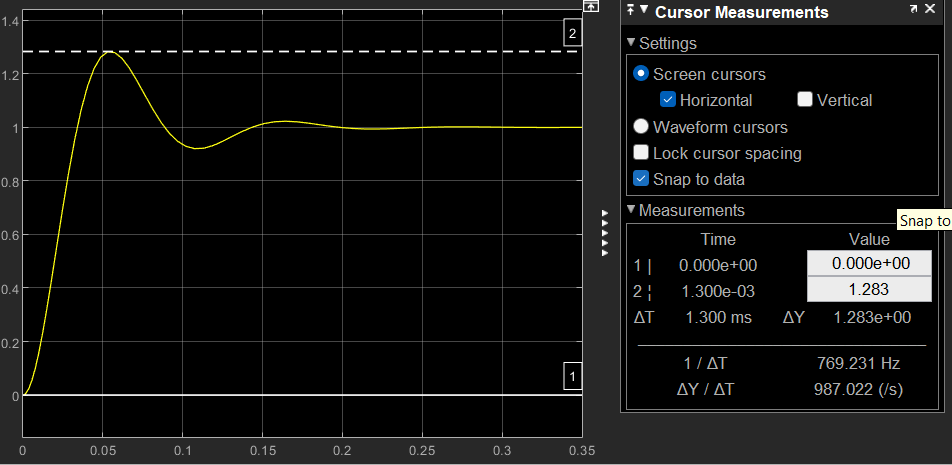 1.4
1.2
1
0.8
0.6
0.4
0.2
0
0 0.05 0.1 0.15 0.2 0.25 0.3 0.35
2
1
Cursor Measurements
Settings
Screen cursors
Horizontal Vertical
Waveform cursors
Lock cursor spacing
Snap to data
Measurements
Snap to
Time Value
1 | 0.000e+00 0.000e+00
2 ¦ 1.300e-03 1.283
ΔT 1.300 ms ΔY 1.283e+00
1 / ΔT 769.231 Hz
ΔY / ΔT 987.022 (/s)